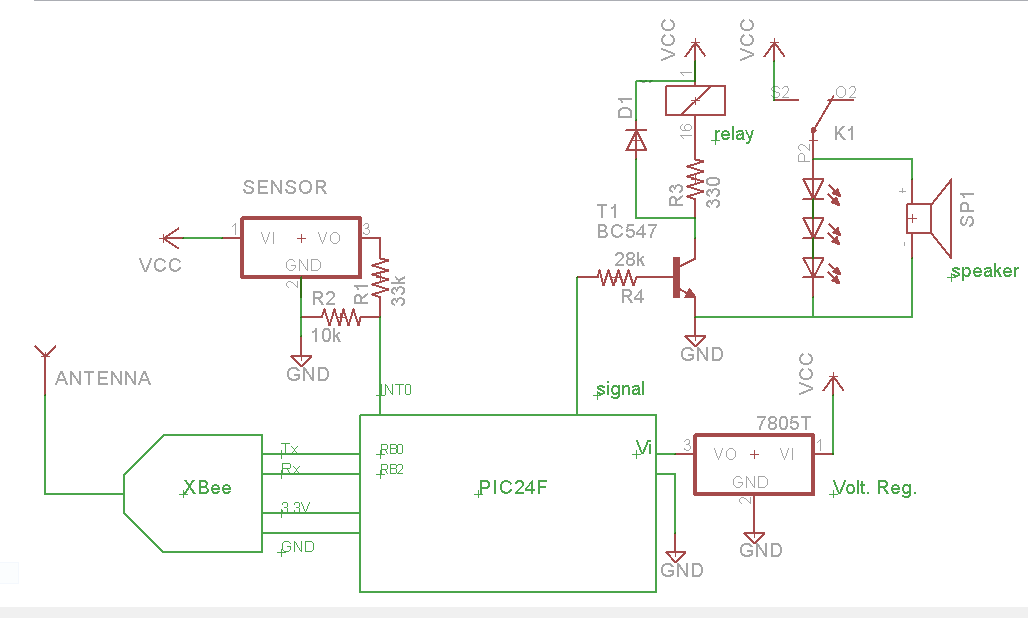 VCC
VCC
1
S2
O2
D1
16
relay
K1
P2
R3
330
SENSOR
T1
BC547
+
SP1
-
1
VI
VO
3
GND
VCC
2
R2
R1
33k
10k
28k
R4
speaker
GND
GND
VCC
ANTENNA
INT0
signal
7805T
Tx
RB0
Vi
3
VO
VI
1
Rx
RB2
GND
XBee
PIC24F
2
Volt. Reg.
3.3V
GND
GND
GND